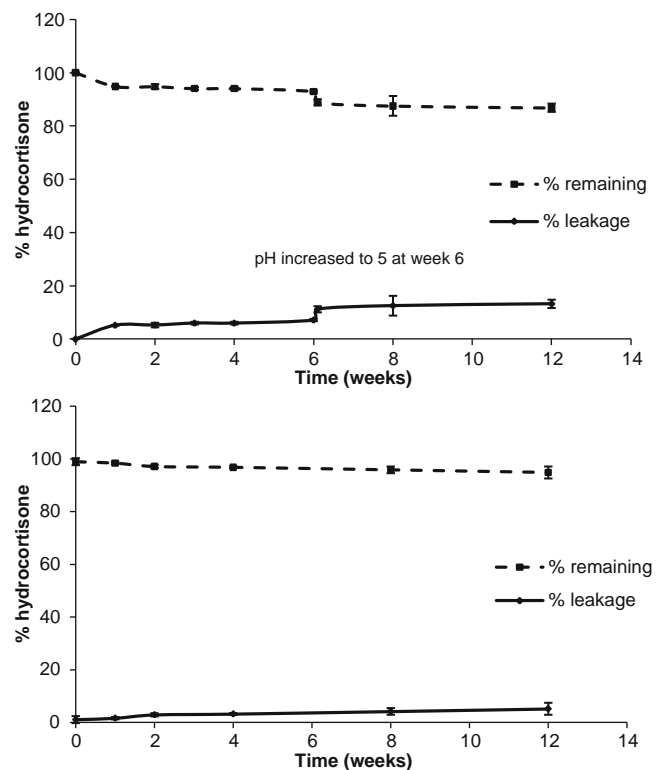 120
100
80
60
40
20
0
% hydrocortisone
% remaining
% leakage
pH increased to 5 at week 6
0 2 4 6 8 10 12 14
Time (weeks)
120
100
80
60
40
20
0
% hydrocortisone
% remaining
% leakage
0 2 4 6 8 10 12 14
Time (weeks)